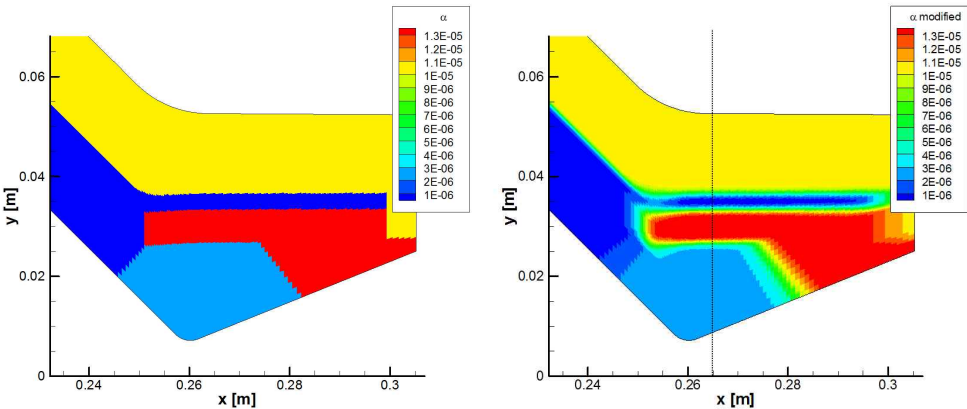 α
1.3E-05
1.2E-05
1.1E-05
1E-05
9E-06
8E-06
7E-06
6E-06
5E-06
4E-06
3E-06
2E-06
1E-06
y [m]
0.06
0.04
0.02
0
0.24
0.26
0.28
0.3
x [m]
α modified
1.3E-05
1.2E-05
1.1E-05
1E-05
9E-06
8E-06
7E-06
6E-06
5E-06
4E-06
3E-06
2E-06
1E-06
y [m]
0.06
0.04
0.02
0
0.24
0.26
0.28
0.3
x [m]